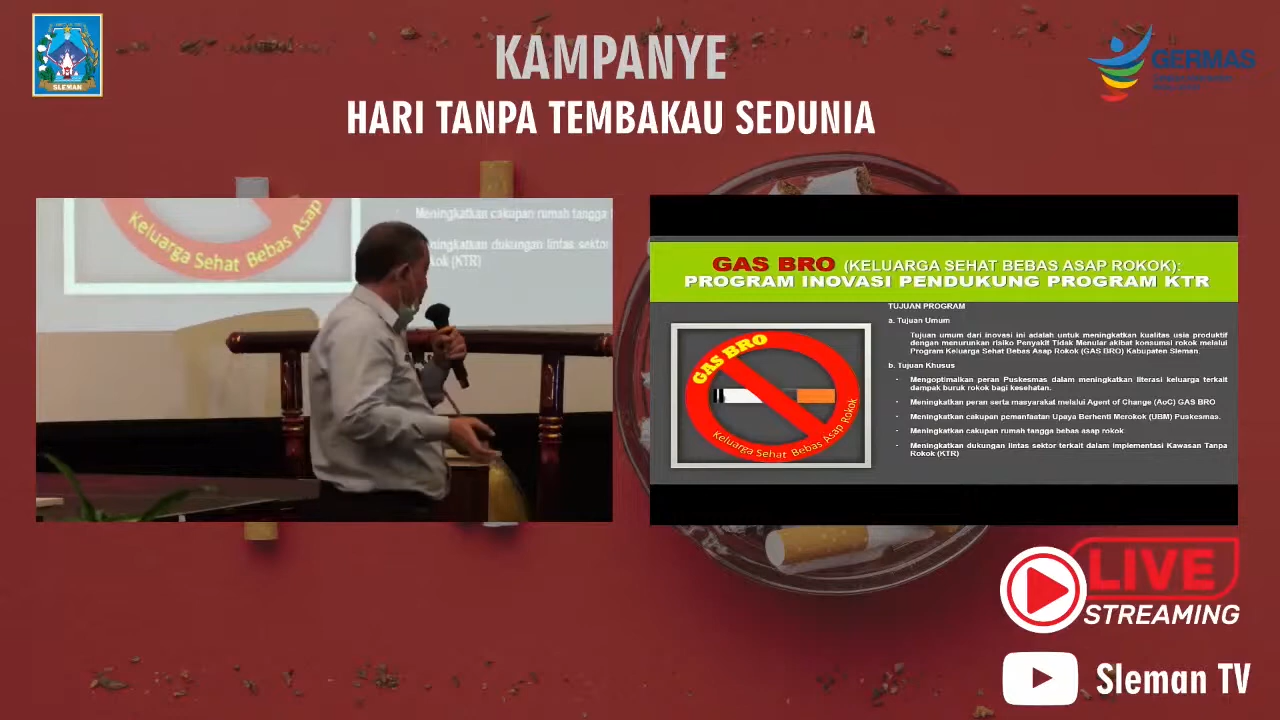 SLEMAN
KAMPANYE
HARI TANPA TEMBAKAU SEDUNIA
GERMAS
Keluarga Sehat Bebas Asap
Meningkatkan cakupan rumah tangga
ningkatkan dukungan lintas sektor
kok (KTR)
GAS BRO (KELUARGA SEHAT BEBAS ASAP ROKOK):
PROGRAM INOVASI PENDUKUNG PROGRAM KTR
GAS BRO
Keluarga Sehat Bebas Asap Rokok
TUJUAN PROGRAM
a. Tujuan Umum
Tujuan umum dari inovasi ini adalah untuk meningkatkan kualitas usia produktif
dengan menurunkan risiko Penyakit Tidak Menular akibat konsumsi rokok melalui
Program Keluarga Sehat Bebas Asap Rokok (GAS BRO) Kabupaten Sleman.
b. Tujuan Khusus
- Mengoptimalkan peran Puskesmas dalam meningkatkan literasi keluarga terkait
dampak buruk rokok bagi kesehatan.
- Meningkatkan peran serta masyarakat melalui Agent of Change (AoC) GAS BRO
- Meningkatkan cakupan pemanfaatan Upaya Berhenti Merokok (UBM) Puskesmas.
- Meningkatkan cakupan rumah tangga bebas asap rokok
- Meningkatkan dukungan lintas sektor terkait dalam implementasi Kawasan Tanpa
Rokok (KTR)
LIVE
STREAMING
Sleman TV